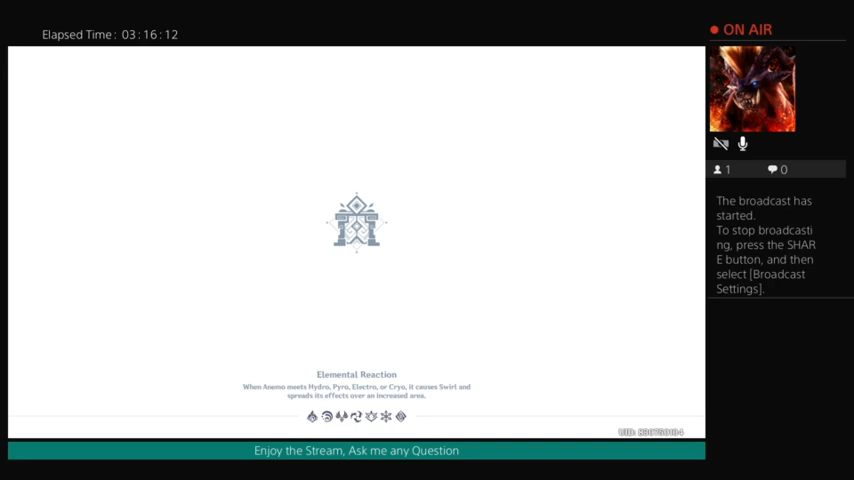 Elapsed Time: 03:16:12
ON AIR
1
0
The broadcast has
started.
To stop broadcasti
ng, press the SHAR
E button, and then
select [Broadcast
Settings].
Elemental Reaction
When Anemo meets Hydro, Pyro, Electro, or Cryo, it causes Swirl and
spreads its effects over an increased area.
Enjoy the Stream, Ask me any Question